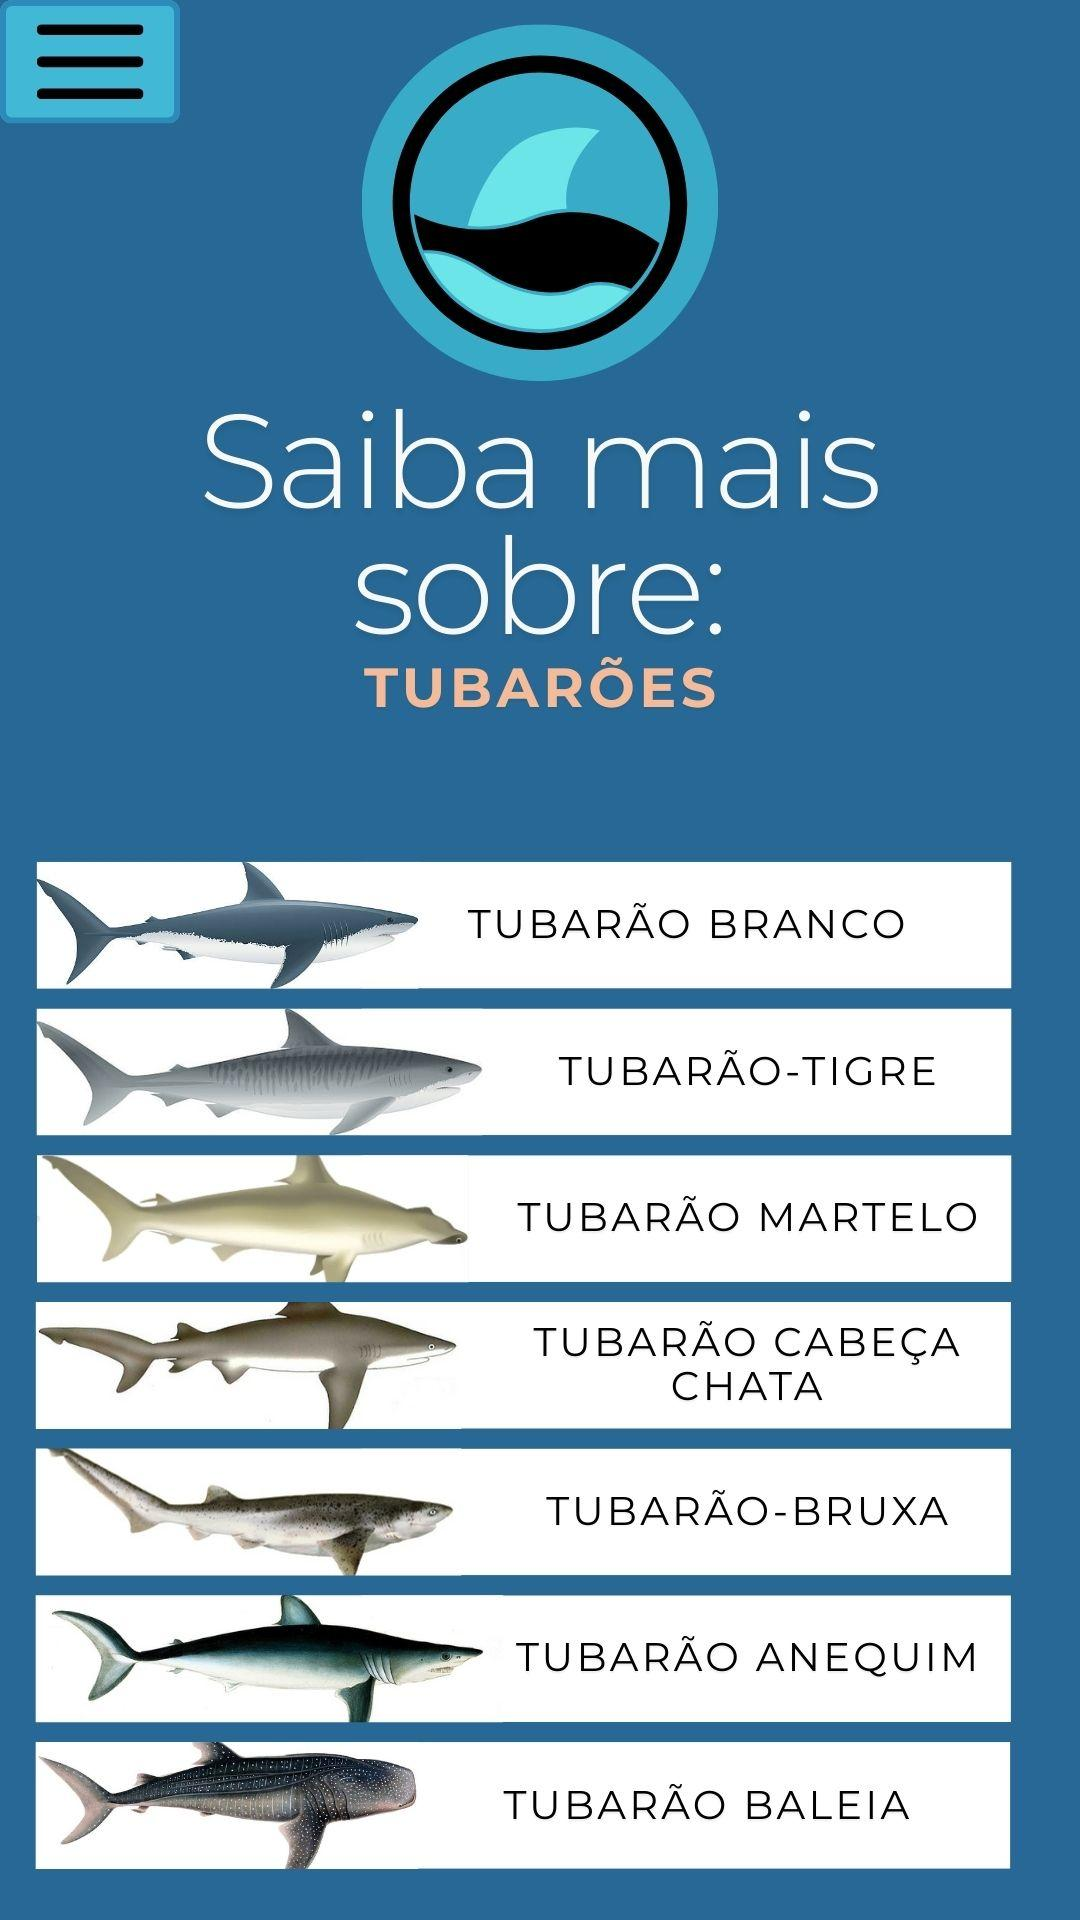 Saiba mais
sobre:
TUBARÕES
TUBARÃO BRANCO
TUBARÃO-TIGRE
TUBARÃO MARTELO
TUBARÃO CABEÇA
CHATA
TUBARÃO-BRUXA
TUBARÃO ANEQUIM
TUBARÃO BALEIA